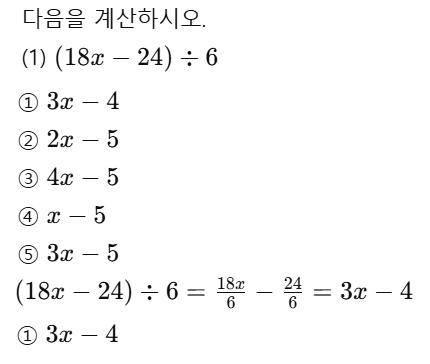 다음을 계산하시오.
(1) (18x − 24) ÷ 6
① 3x − 4
② 2x − 5
③ 4x − 5
④ x − 5
⑤ 3x − 5
(18x − 24) ÷ 6 = 18x/6 − 24/6 = 3x − 4
① 3x − 4